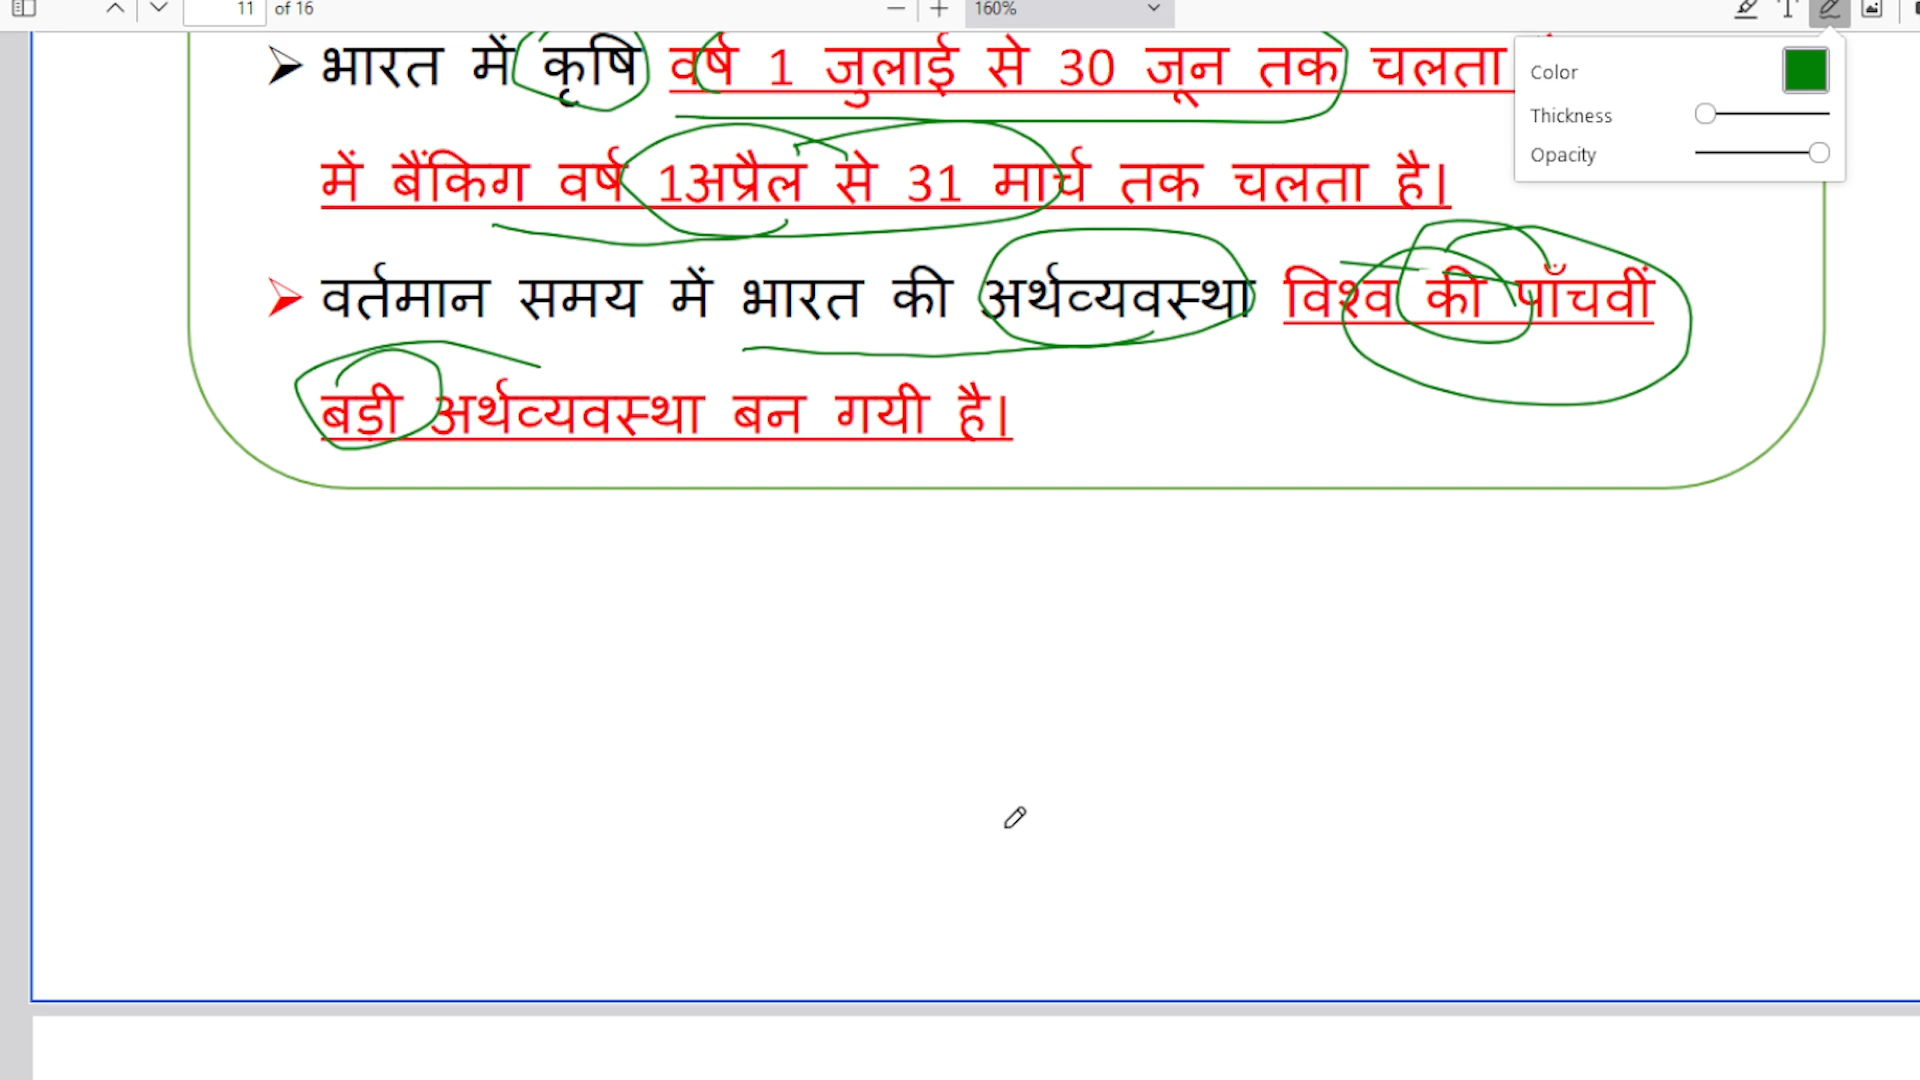 11 of 16
160%
Color
Thickness
Opacity
भारत में कृषि वर्ष 1 जुलाई से 30 जून तक चलता
में बैंकिग वर्ष 1अप्रैल से 31 मार्च तक चलता है।
वर्तमान समय में भारत की अर्थव्यवस्था विश्व की पाँचवीं
बड़ी अर्थव्यवस्था बन गयी है।